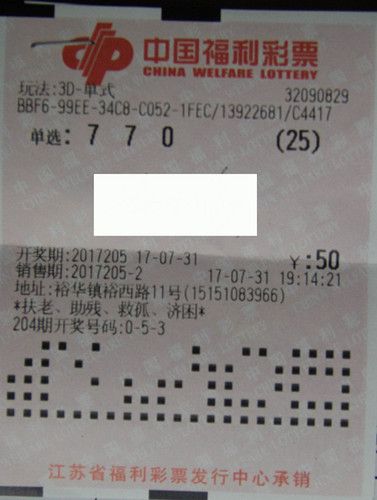 中国福利彩票
CHINA WELFARE LOTTERY
玩法:3D-单式 32090829
BBF6-99EE-34C8-C052-1FEC/13922681/C4417
单选: 7 7 0 (25)
开奖期:2017205 17-07-31 ¥:50
销售期:2017205-2 17-07-31 19:14:21
地址:裕华镇裕西路11号(15151083966)
*扶老、助残、救孤、济困*
204期开奖号码:0-5-3
江苏省福利彩票发行中心承销